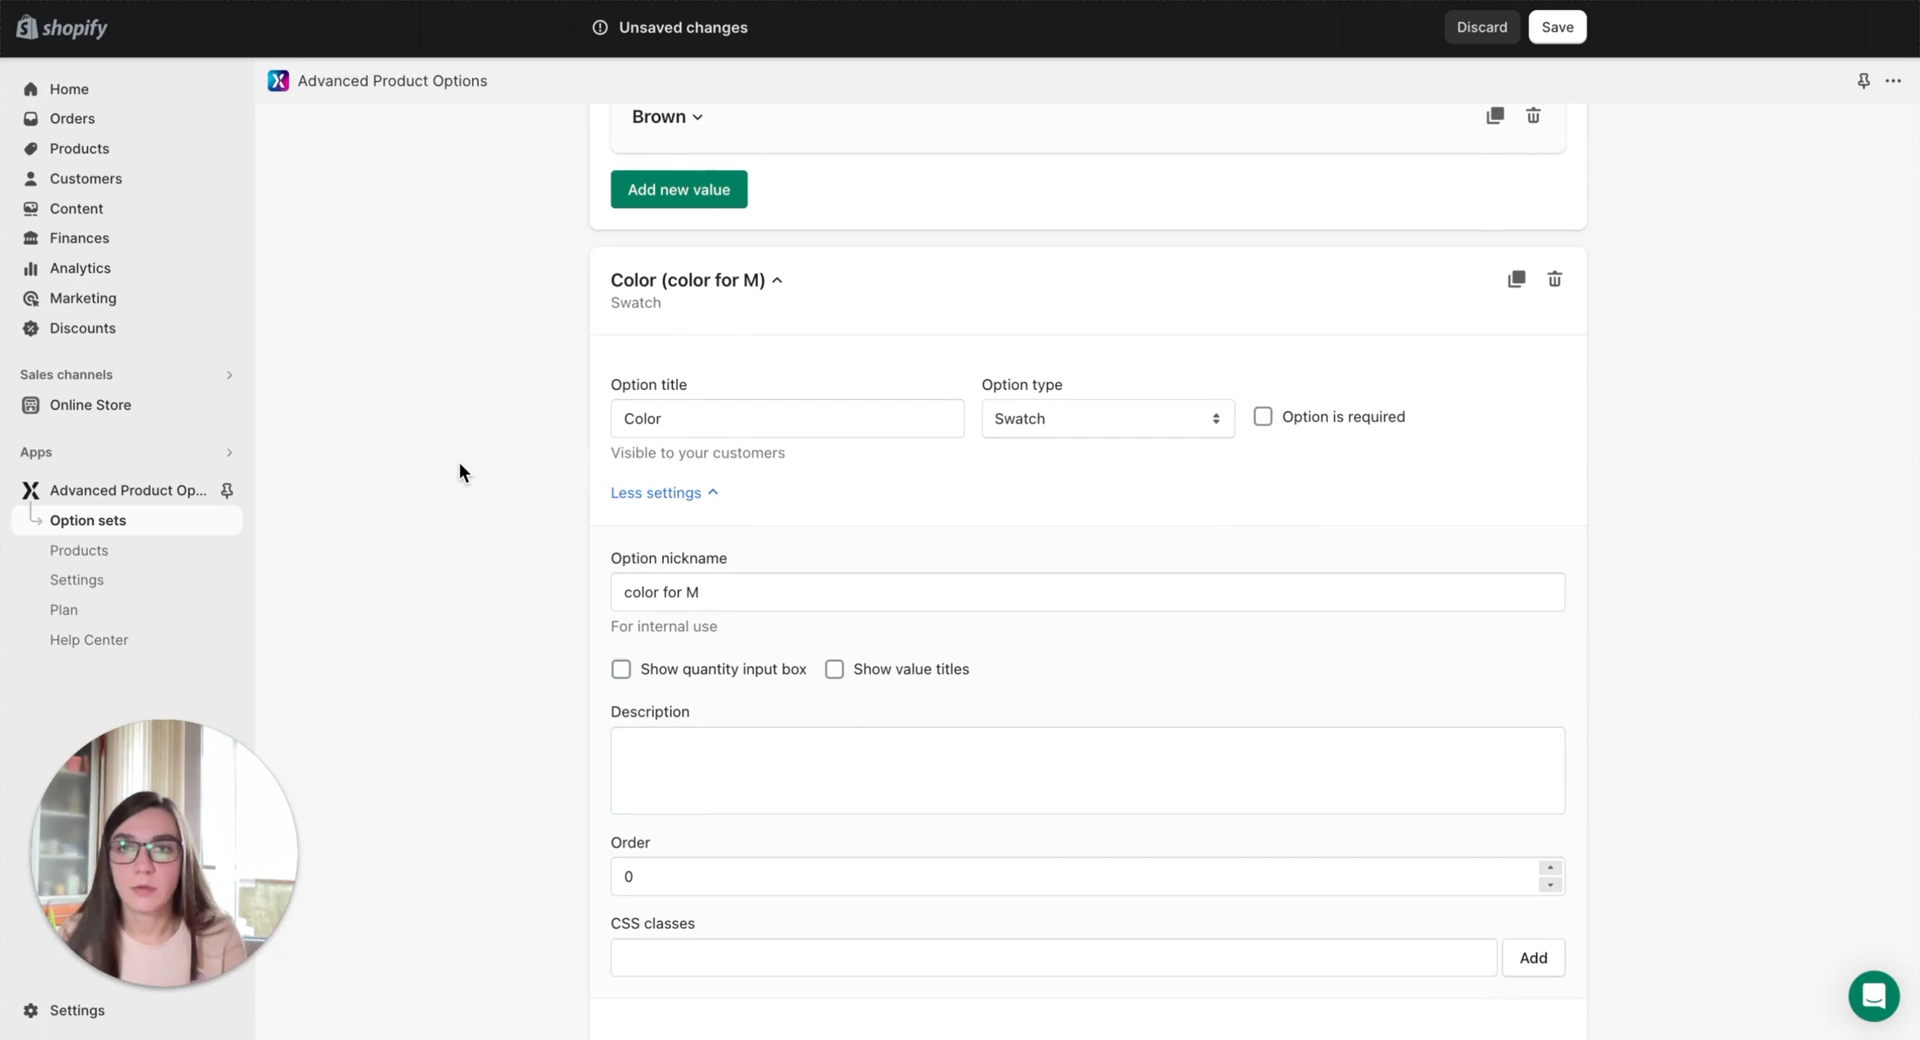 shopify
Unsaved changes
Discard
Save
Home
Orders
Products
Customers
Content
Finances
Analytics
Marketing
Discounts
Sales channels
Online Store
Apps
Advanced Product Op...
Option sets
Products
Settings
Plan
Help Center
Settings
Advanced Product Options
Brown
Add new value
Color (color for M)
Swatch
Option title
Option type
Color
Swatch
Option is required
Visible to your customers
Less settings
Option nickname
color for M
For internal use
Show quantity input box
Show value titles
Description
Order
0
CSS classes
Add